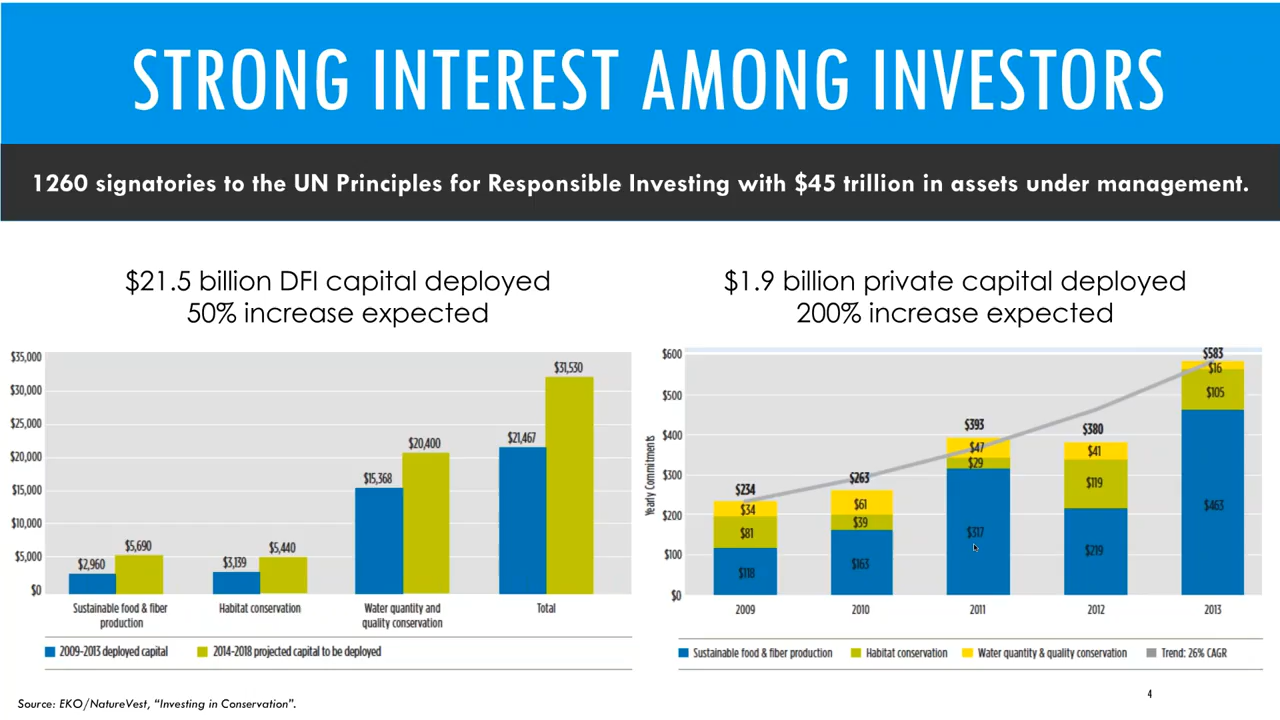 STRONG INTEREST AMONG INVESTORS
1260 signatories to the UN Principles for Responsible Investing with $45 trillion in assets under management.
$21.5 billion DFI capital deployed
50% increase expected
$35,000
$30,000
$25,000
$20,000
$15,000
$10,000
$5,000
$0
$2,960
$5,690
$3,139
$5,440
$15,368
$20,400
$21,467
$31,530
Sustainable food & fiber
production
Habitat conservation
Water quantity and
quality conservation
Total
2009-2013 deployed capital
2014-2018 projected capital to be deployed
$1.9 billion private capital deployed
200% increase expected
Yearly Commitments
$600
$500
$400
$300
$200
$100
$0
$234
$34
$81
$118
$263
$61
$39
$163
$393
$47
$29
$317
$380
$41
$119
$219
$583
$16
$105
$463
2009
2010
2011
2012
2013
Sustainable food & fiber production
Habitat conservation
Water quantity & quality conservation
Trend: 26% CAGR
Source: EKO/NatureVest, “Investing in Conservation”.
4